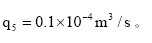 q₅ = 0.1×10⁻⁴ m³ / s 。